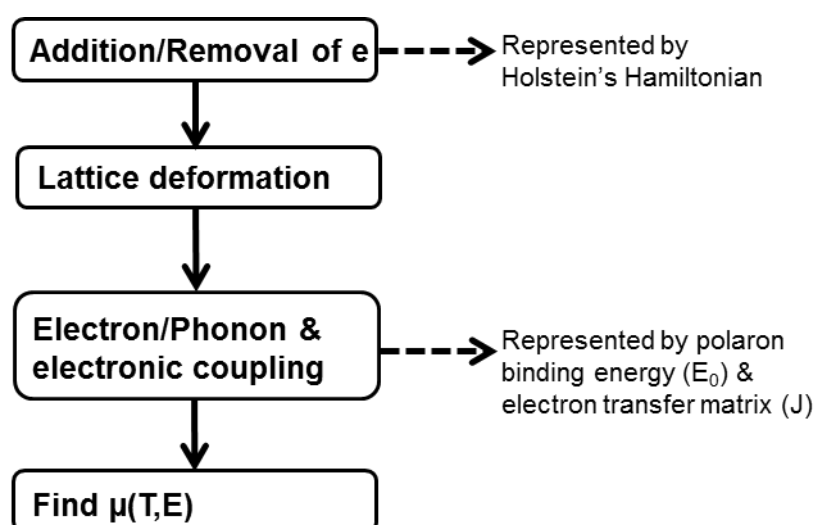 Addition/Removal of e
Represented by
Holstein's Hamiltonian
Lattice deformation
Electron/Phonon &
electronic coupling
Represented by polaron
binding energy (E₀) &
electron transfer matrix (J)
Find μ(T,E)